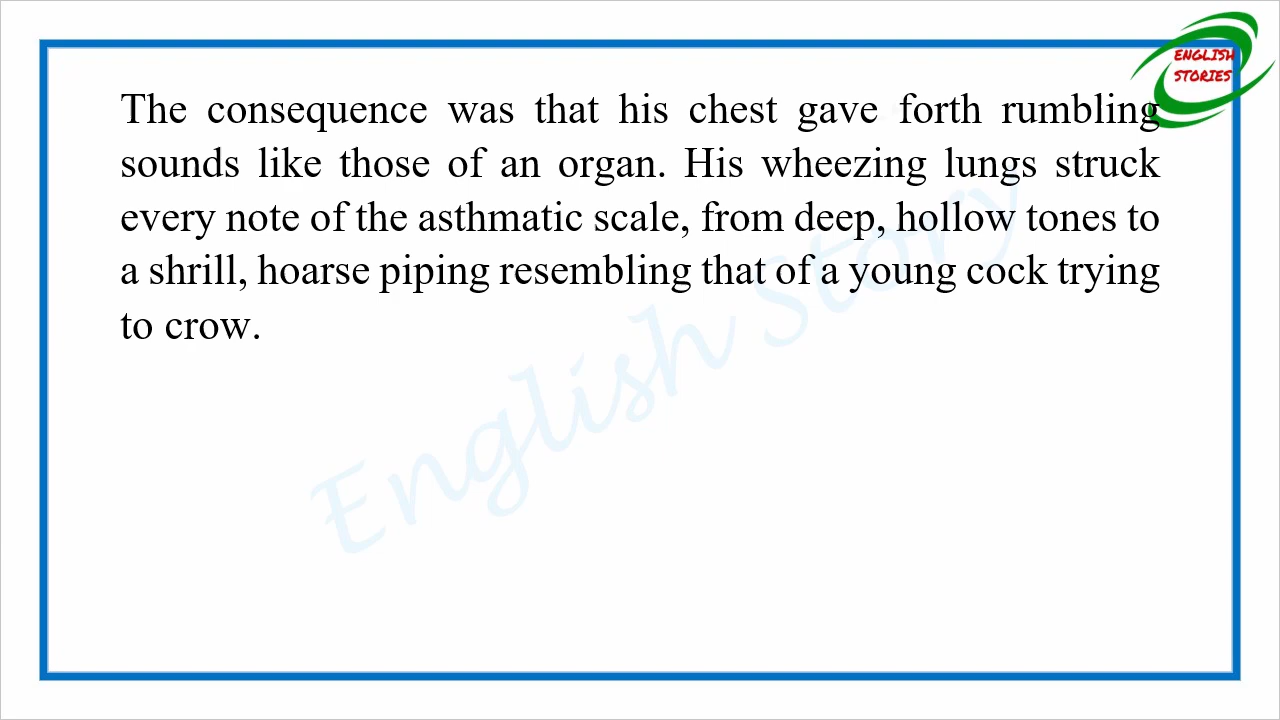 ENGLISH
STORIES
The consequence was that his chest gave forth rumbling
sounds like those of an organ. His wheezing lungs struck
every note of the asthmatic scale, from deep, hollow tones to
a shrill, hoarse piping resembling that of a young cock trying
to crow.
English Story